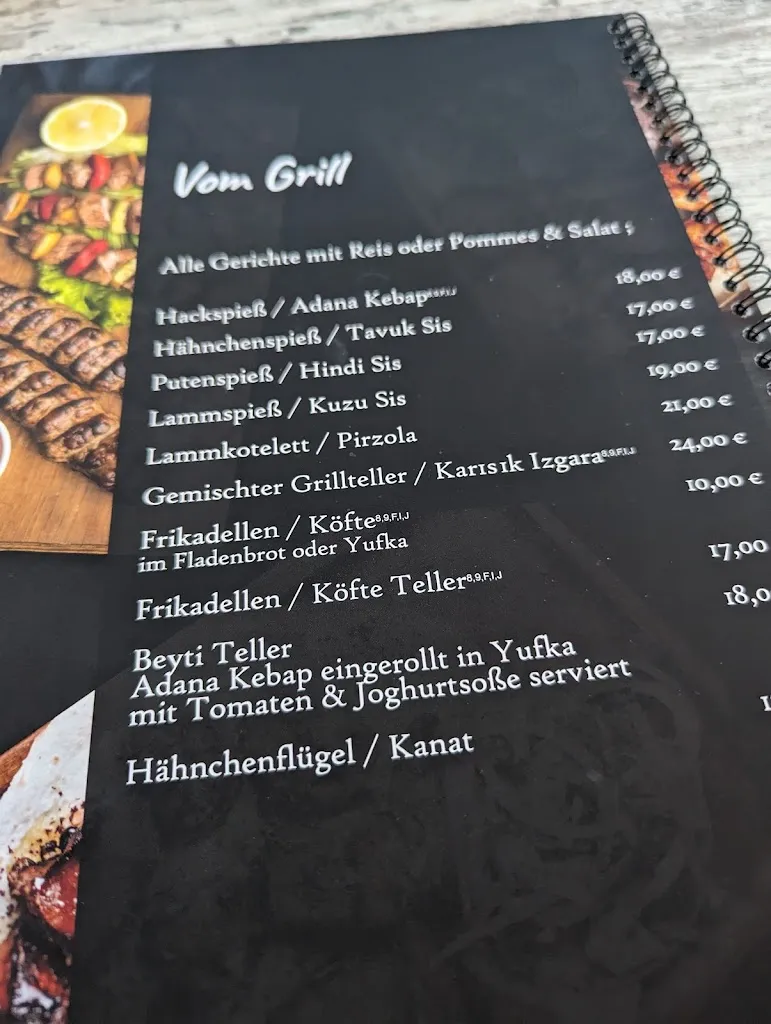 Vom Grill
Alle Gerichte mit Reis oder Pommes & Salat ;
Hackspieß / Adana Kebap 18,00 €
Hähnchenspieß / Tavuk Sis 17,00 €
Putenspieß / Hindi Sis 17,00 €
Lammspieß / Kuzu Sis 19,00 €
Lammkotelett / Pirzola 21,00 €
Gemischter Grillteller / Karısık Izgara8,9,F,I,J 24,00 €
Frikadellen / Köfte8,9,F,I,J 10,00 €
im Fladenbrot oder Yufka
Frikadellen / Köfte Teller8,9,F,I,J 17,00
Beyti Teller 18,0
Adana Kebap eingerollt in Yufka
mit Tomaten & Joghurtsoße serviert
Hähnchenflügel / Kanat